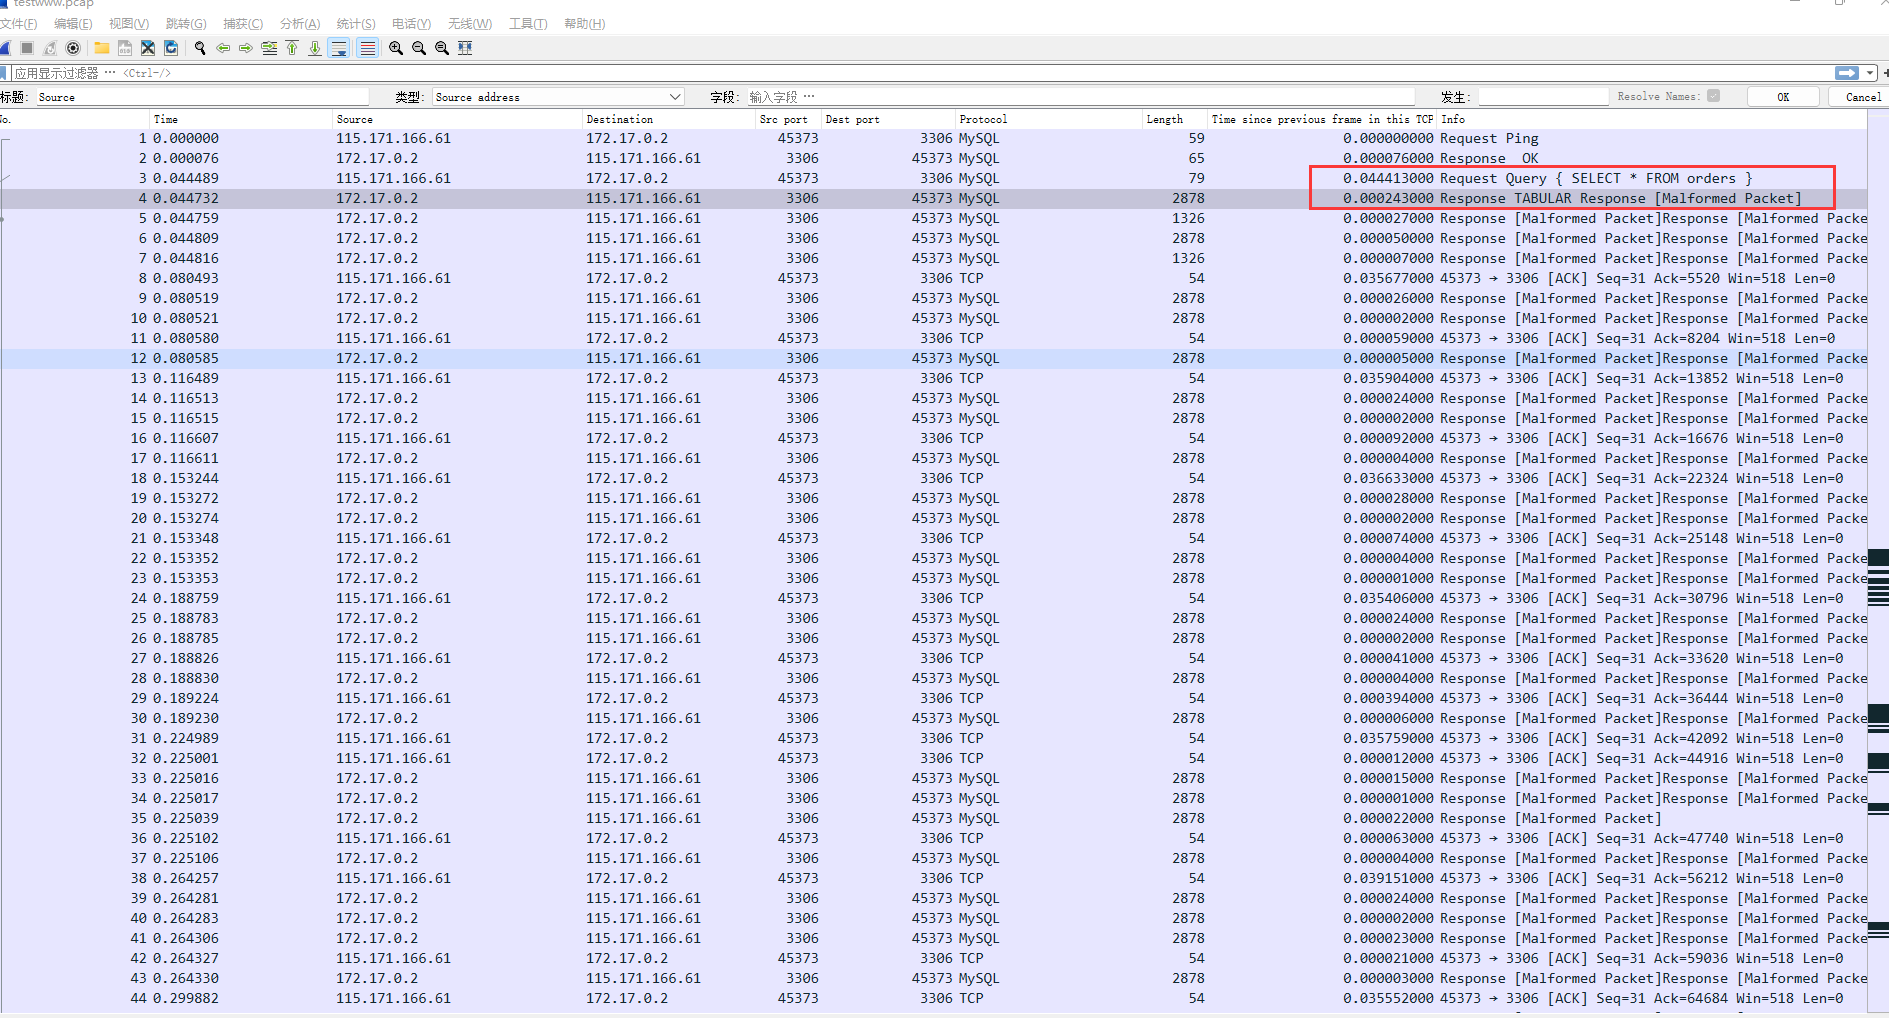 testwww.pcap
文件(F) 编辑(E) 视图(V) 跳转(G) 捕获(C) 分析(A) 统计(S) 电话(Y) 无线(W) 工具(T) 帮助(H)
应用显示过滤器 … <Ctrl-/>
标题: Source 类型: Source address 字段: 输入字段 … 发生: Resolve Names: OK Cancel
No. Time Source Destination Src port Dest port Protocol Length Time since previous frame in this TCP Info
1 0.000000 115.171.166.61 172.17.0.2 45373 3306 MySQL 59 0.000000000 Request Ping
2 0.000076 172.17.0.2 115.171.166.61 3306 45373 MySQL 65 0.000076000 Response OK
3 0.044489 115.171.166.61 172.17.0.2 45373 3306 MySQL 79 0.044413000 Request Query { SELECT * FROM orders }
4 0.044732 172.17.0.2 115.171.166.61 3306 45373 MySQL 2878 0.000243000 Response TABULAR Response [Malformed Packet]
5 0.044759 172.17.0.2 115.171.166.61 3306 45373 MySQL 1326 0.000027000 Response [Malformed Packet]Response [Malformed Packe
6 0.044809 172.17.0.2 115.171.166.61 3306 45373 MySQL 2878 0.000050000 Response [Malformed Packet]Response [Malformed Packe
7 0.044816 172.17.0.2 115.171.166.61 3306 45373 MySQL 1326 0.000007000 Response [Malformed Packet]Response [Malformed Packe
8 0.080493 115.171.166.61 172.17.0.2 45373 3306 TCP 54 0.035677000 45373 → 3306 [ACK] Seq=31 Ack=5520 Win=518 Len=0
9 0.080519 172.17.0.2 115.171.166.61 3306 45373 MySQL 2878 0.000026000 Response [Malformed Packet]Response [Malformed Packe
10 0.080521 172.17.0.2 115.171.166.61 3306 45373 MySQL 2878 0.000002000 Response [Malformed Packet]Response [Malformed Packe
11 0.080580 115.171.166.61 172.17.0.2 45373 3306 TCP 54 0.000059000 45373 → 3306 [ACK] Seq=31 Ack=8204 Win=518 Len=0
12 0.080585 172.17.0.2 115.171.166.61 3306 45373 MySQL 2878 0.000005000 Response [Malformed Packet]Response [Malformed Packe
13 0.116489 115.171.166.61 172.17.0.2 45373 3306 TCP 54 0.035904000 45373 → 3306 [ACK] Seq=31 Ack=13852 Win=518 Len=0
14 0.116513 172.17.0.2 115.171.166.61 3306 45373 MySQL 2878 0.000024000 Response [Malformed Packet]Response [Malformed Packe
15 0.116515 172.17.0.2 115.171.166.61 3306 45373 MySQL 2878 0.000002000 Response [Malformed Packet]Response [Malformed Packe
16 0.116607 115.171.166.61 172.17.0.2 45373 3306 TCP 54 0.000092000 45373 → 3306 [ACK] Seq=31 Ack=16676 Win=518 Len=0
17 0.116611 172.17.0.2 115.171.166.61 3306 45373 MySQL 2878 0.000004000 Response [Malformed Packet]Response [Malformed Packe
18 0.153244 115.171.166.61 172.17.0.2 45373 3306 TCP 54 0.036633000 45373 → 3306 [ACK] Seq=31 Ack=22324 Win=518 Len=0
19 0.153272 172.17.0.2 115.171.166.61 3306 45373 MySQL 2878 0.000028000 Response [Malformed Packet]Response [Malformed Packe
20 0.153274 172.17.0.2 115.171.166.61 3306 45373 MySQL 2878 0.000002000 Response [Malformed Packet]Response [Malformed Packe
21 0.153348 115.171.166.61 172.17.0.2 45373 3306 TCP 54 0.000074000 45373 → 3306 [ACK] Seq=31 Ack=25148 Win=518 Len=0
22 0.153352 172.17.0.2 115.171.166.61 3306 45373 MySQL 2878 0.000004000 Response [Malformed Packet]Response [Malformed Packe
23 0.153353 172.17.0.2 115.171.166.61 3306 45373 MySQL 2878 0.000001000 Response [Malformed Packet]Response [Malformed Packe
24 0.188759 115.171.166.61 172.17.0.2 45373 3306 TCP 54 0.035406000 45373 → 3306 [ACK] Seq=31 Ack=30796 Win=518 Len=0
25 0.188783 172.17.0.2 115.171.166.61 3306 45373 MySQL 2878 0.000024000 Response [Malformed Packet]Response [Malformed Packe
26 0.188785 172.17.0.2 115.171.166.61 3306 45373 MySQL 2878 0.000002000 Response [Malformed Packet]Response [Malformed Packe
27 0.188826 115.171.166.61 172.17.0.2 45373 3306 TCP 54 0.000041000 45373 → 3306 [ACK] Seq=31 Ack=33620 Win=518 Len=0
28 0.188830 172.17.0.2 115.171.166.61 3306 45373 MySQL 2878 0.000004000 Response [Malformed Packet]Response [Malformed Packe
29 0.189224 115.171.166.61 172.17.0.2 45373 3306 TCP 54 0.000394000 45373 → 3306 [ACK] Seq=31 Ack=36444 Win=518 Len=0
30 0.189230 172.17.0.2 115.171.166.61 3306 45373 MySQL 2878 0.000006000 Response [Malformed Packet]Response [Malformed Packe
31 0.224989 115.171.166.61 172.17.0.2 45373 3306 TCP 54 0.035759000 45373 → 3306 [ACK] Seq=31 Ack=42092 Win=518 Len=0
32 0.225001 115.171.166.61 172.17.0.2 45373 3306 TCP 54 0.000012000 45373 → 3306 [ACK] Seq=31 Ack=44916 Win=518 Len=0
33 0.225016 172.17.0.2 115.171.166.61 3306 45373 MySQL 2878 0.000015000 Response [Malformed Packet]Response [Malformed Packe
34 0.225017 172.17.0.2 115.171.166.61 3306 45373 MySQL 2878 0.000001000 Response [Malformed Packet]Response [Malformed Packe
35 0.225039 172.17.0.2 115.171.166.61 3306 45373 MySQL 2878 0.000022000 Response [Malformed Packet]
36 0.225102 115.171.166.61 172.17.0.2 45373 3306 TCP 54 0.000063000 45373 → 3306 [ACK] Seq=31 Ack=47740 Win=518 Len=0
37 0.225106 172.17.0.2 115.171.166.61 3306 45373 MySQL 2878 0.000004000 Response [Malformed Packet]Response [Malformed Packe
38 0.264257 115.171.166.61 172.17.0.2 45373 3306 TCP 54 0.039151000 45373 → 3306 [ACK] Seq=31 Ack=56212 Win=518 Len=0
39 0.264281 172.17.0.2 115.171.166.61 3306 45373 MySQL 2878 0.000024000 Response [Malformed Packet]Response [Malformed Packe
40 0.264283 172.17.0.2 115.171.166.61 3306 45373 MySQL 2878 0.000002000 Response [Malformed Packet]Response [Malformed Packe
41 0.264306 172.17.0.2 115.171.166.61 3306 45373 MySQL 2878 0.000023000 Response [Malformed Packet]Response [Malformed Packe
42 0.264327 115.171.166.61 172.17.0.2 45373 3306 TCP 54 0.000021000 45373 → 3306 [ACK] Seq=31 Ack=59036 Win=518 Len=0
43 0.264330 172.17.0.2 115.171.166.61 3306 45373 MySQL 2878 0.000003000 Response [Malformed Packet]Response [Malformed Packe
44 0.299882 115.171.166.61 172.17.0.2 45373 3306 TCP 54 0.035552000 45373 → 3306 [ACK] Seq=31 Ack=64684 Win=518 Len=0